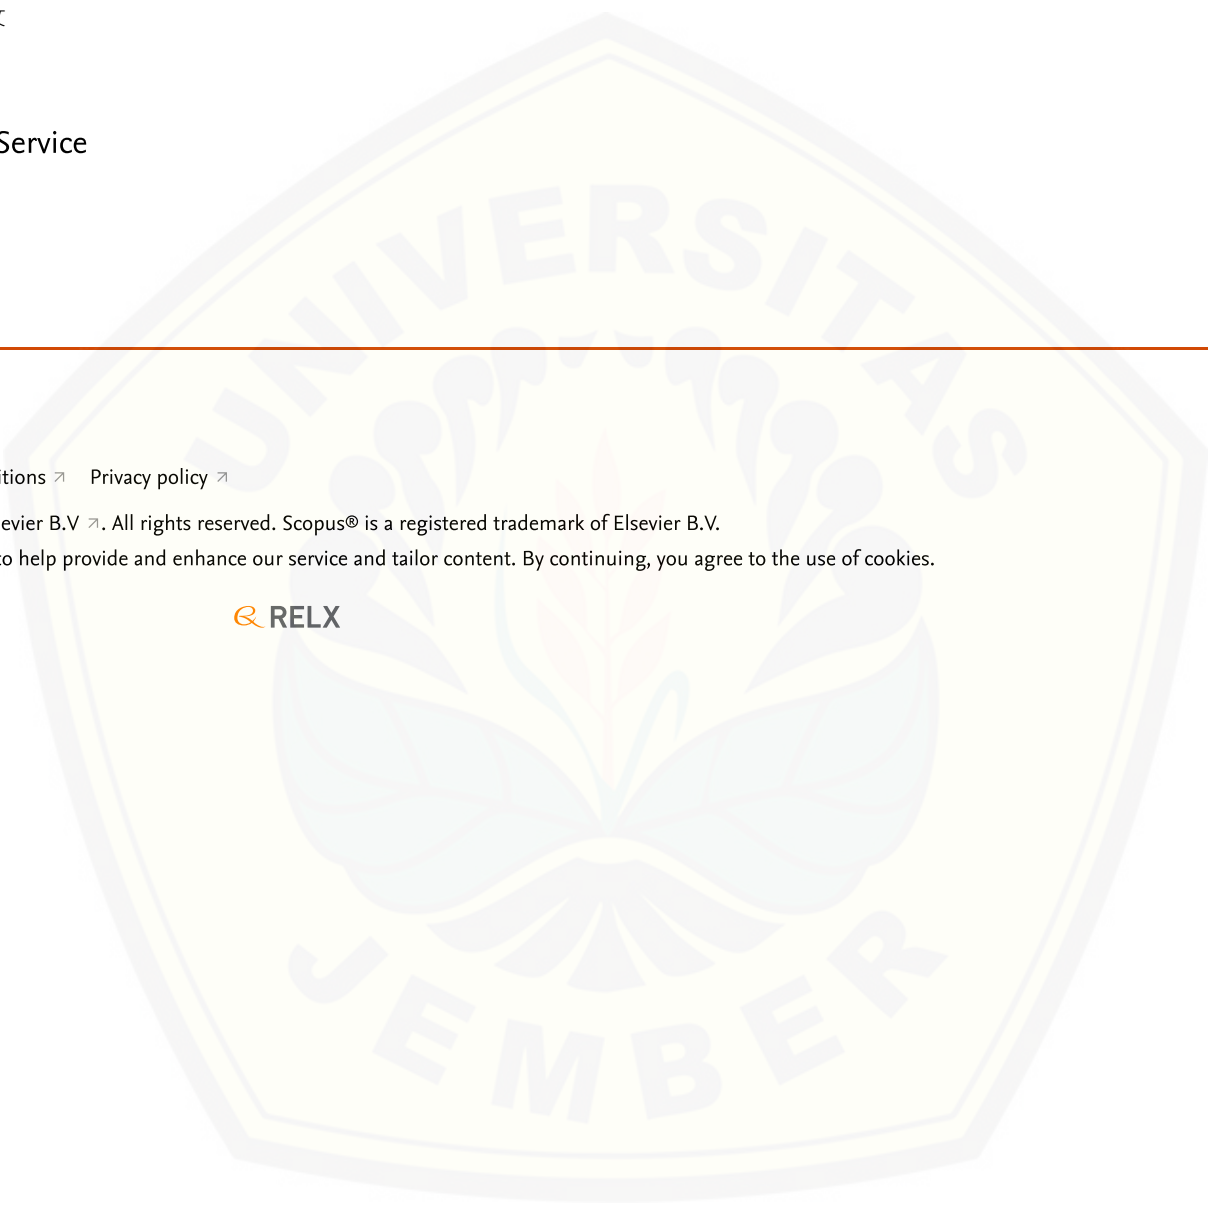 Service
UNIVERSITAS
itions Privacy policy
evier B.V . All rights reserved. Scopus® is a registered trademark of Elsevier B.V.
to help provide and enhance our service and tailor content. By continuing, you agree to the use of cookies.
RELX
JEMBER